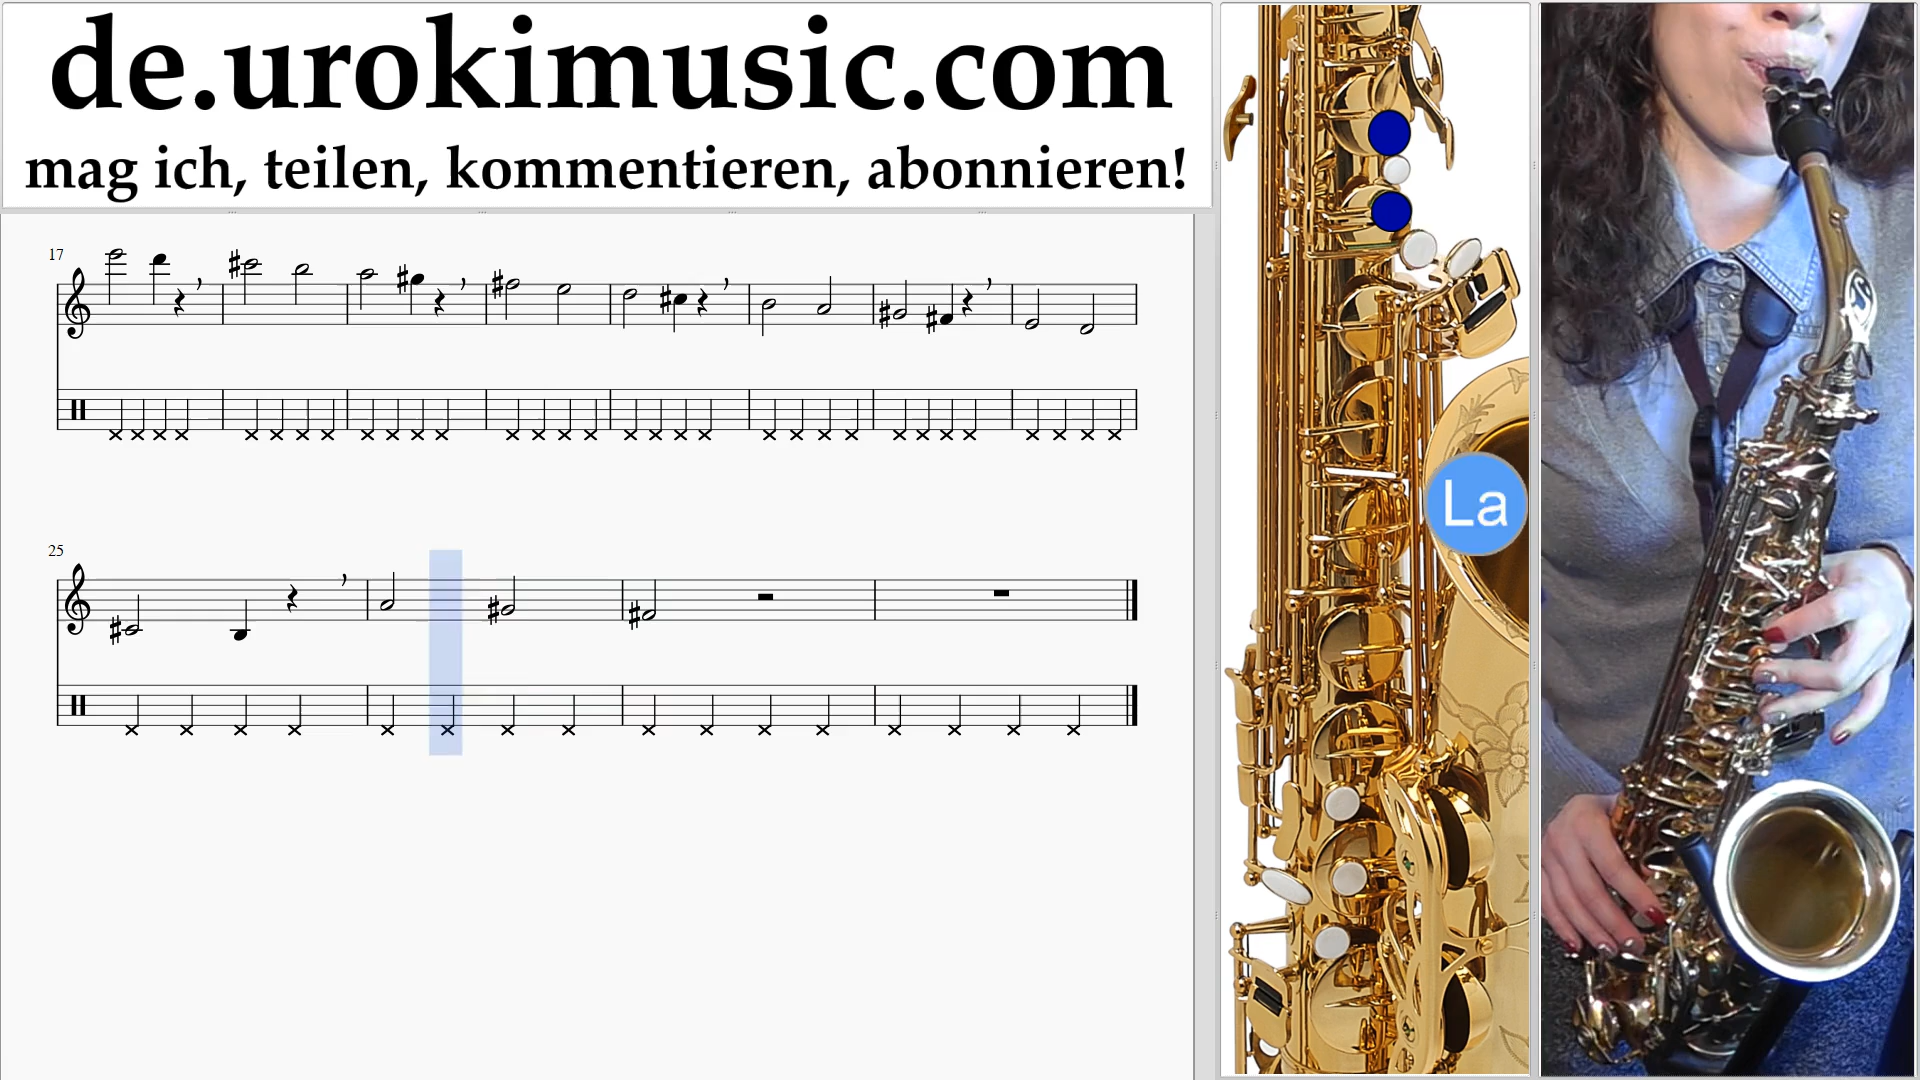 de.urokimusic.com
mag ich, teilen, kommentieren, abonnieren!
17
25
La